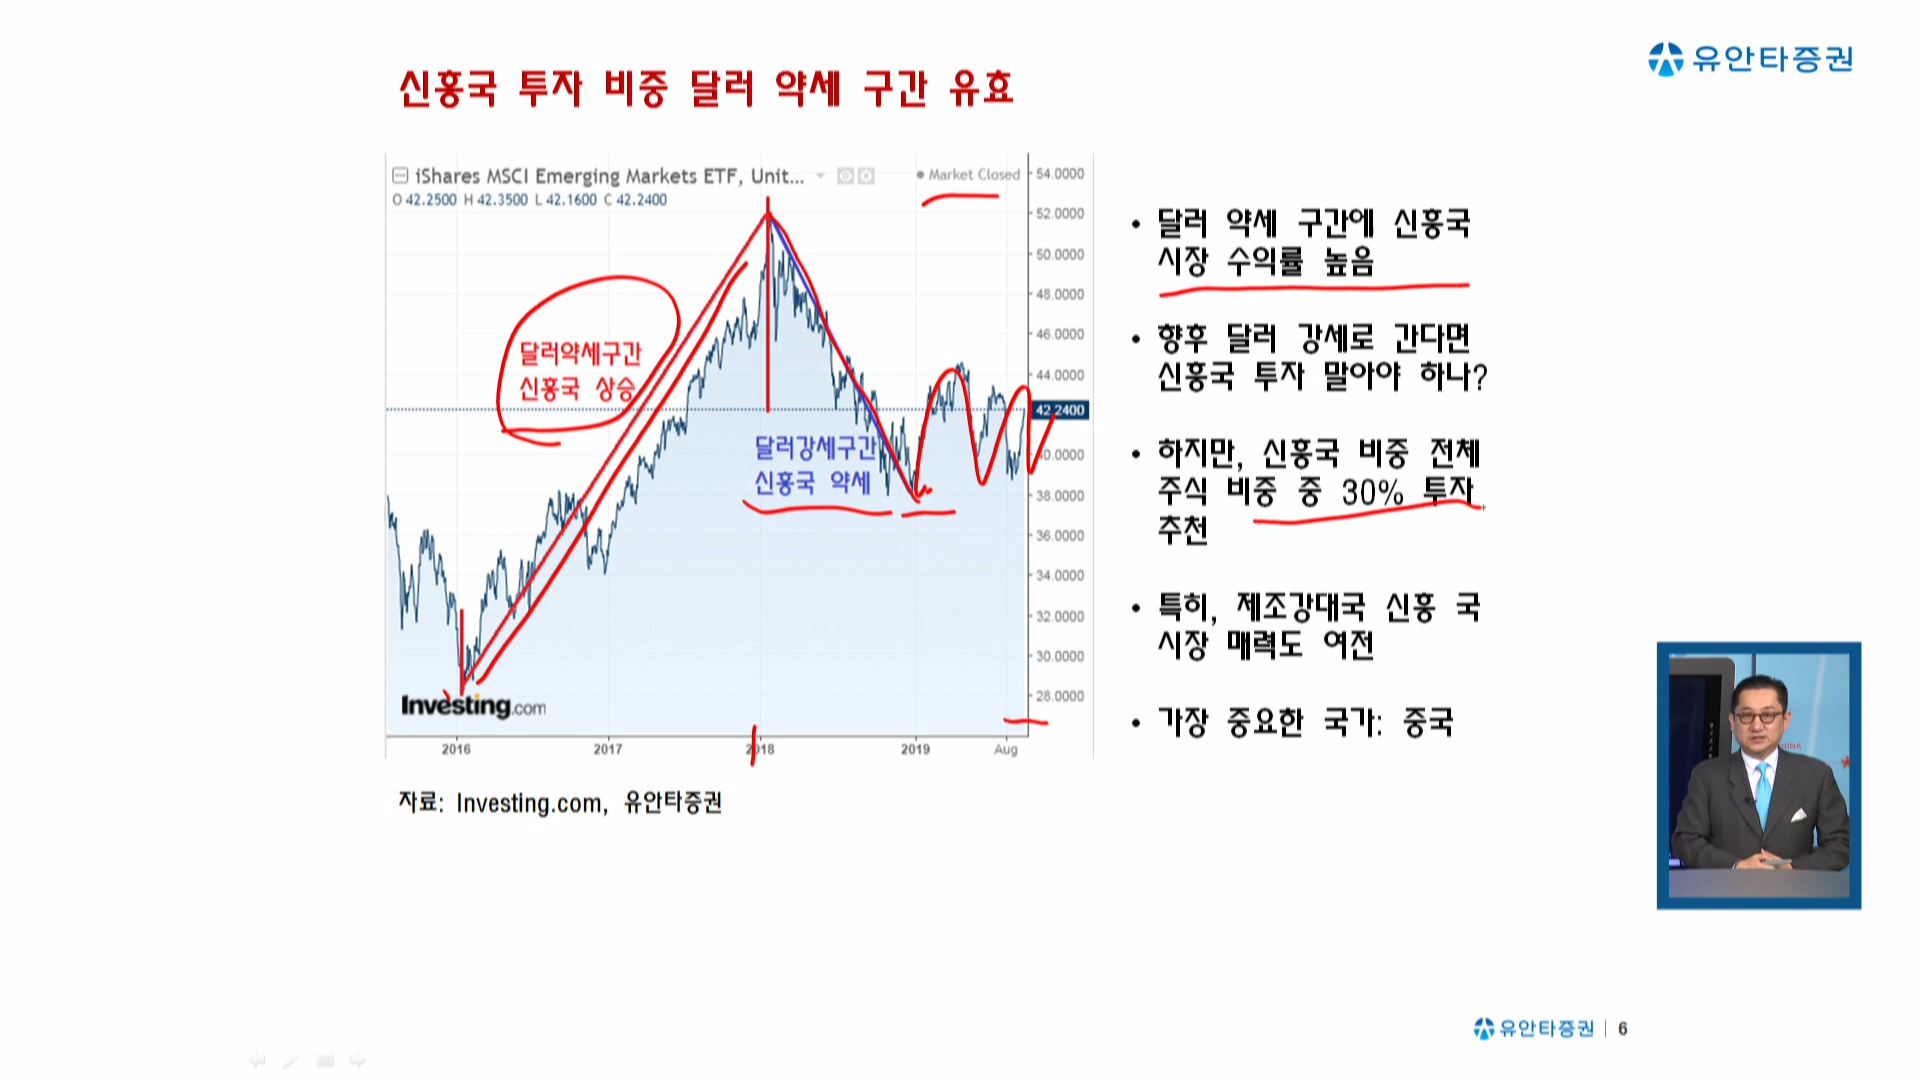 유안타증권
신흥국 투자 비중 달러 약세 구간 유효
iShares MSCI Emerging Markets ETF, Unit...
Market Closed
O 42.2500 H 42.3500 L 42.1600 C 42.2400
54.0000
52.0000
50.0000
48.0000
46.0000
44.0000
42.2400
40.0000
38.0000
36.0000
34.0000
32.0000
30.0000
28.0000
달러약세구간
신흥국 상승
달러강세구간
신흥국 약세
Investing.com
2016 2017 2018 2019 Aug
자료: Investing.com, 유안타증권
• 달러 약세 구간에 신흥국
시장 수익률 높음
• 향후 달러 강세로 간다면
신흥국 투자 말아야 하나?
• 하지만, 신흥국 비중 전체
주식 비중 중 30% 투자
추천
• 특히, 제조강대국 신흥 국
시장 매력도 여전
• 가장 중요한 국가: 중국
유안타증권 | 6